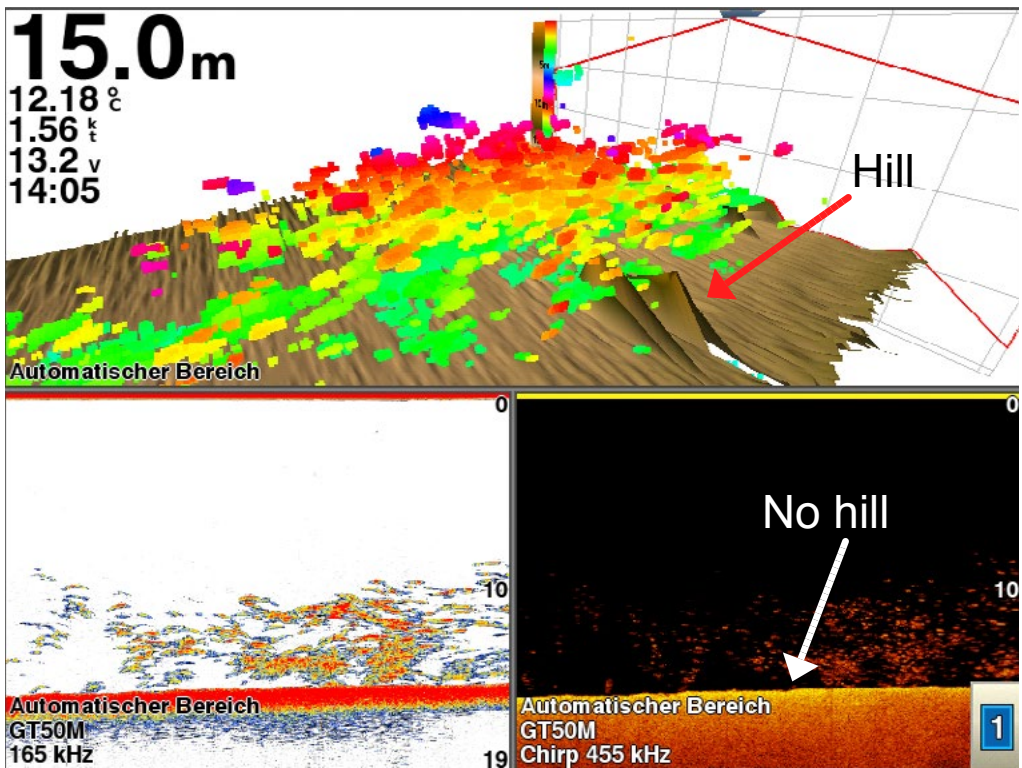 15.0m
12.18 °C
1.56 kt
13.2 V
14:05
Hill
Automatischer Bereich
0
0
No hill
10
10
Automatischer Bereich
GT50M
165 kHz
19
Automatischer Bereich
GT50M
Chirp 455 kHz
1